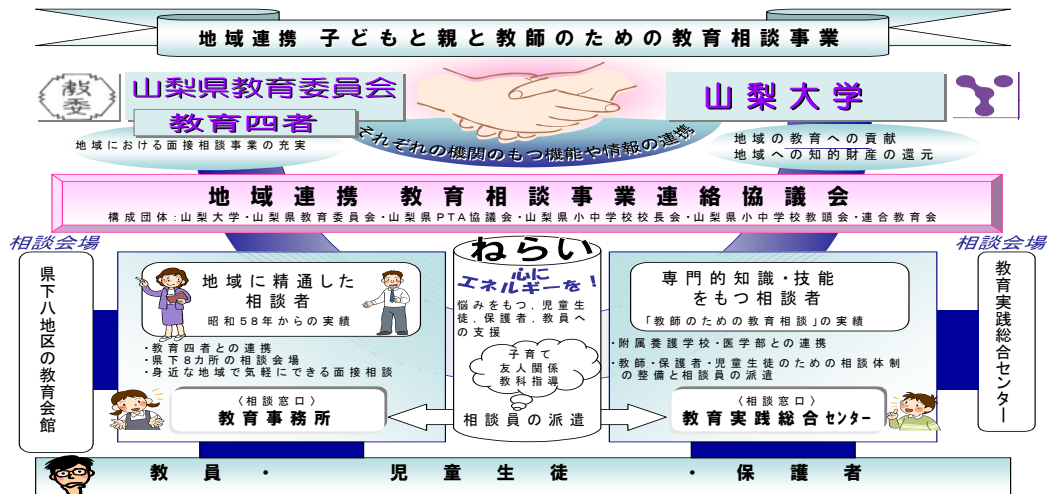 地域連携 子どもと親と教師のための教育相談事業
教委
山梨県教育委員会
教育四者
地域における面接相談事業の充実
それぞれの機関のもつ機能や情報の連携
山梨大学
地域の教育への貢献
地域への知的財産の還元
地域連携 教育相談事業連絡協議会
構成団体:山梨大学・山梨県教育委員会・山梨県PTA協議会・山梨県小中学校校長会・山梨県小中学校教頭会・連合教育会
相談会場
県下八地区の教育会館
地域に精通した
相談者
昭和58年からの実績
・教育四者との連携
・県下8カ所の相談会場
・身近な地域で気軽にできる面接相談
〈相談窓口〉
教育事務所
ねらい
心に
エネルギーを!
悩みをもつ,児童生
徒,保護者,教員へ
の支援
子育て
友人関係
教科指導
相談員の派遣
専門的知識・技能
をもつ相談者
「教師のための教育相談」の実績
・附属養護学校・医学部との連携
・教師・保護者・児童生徒のための相談体制
の整備と相談員の派遣
〈相談窓口〉
教育実践総合センター
相談会場
教育実践総合センター
教員・児童生徒・保護者